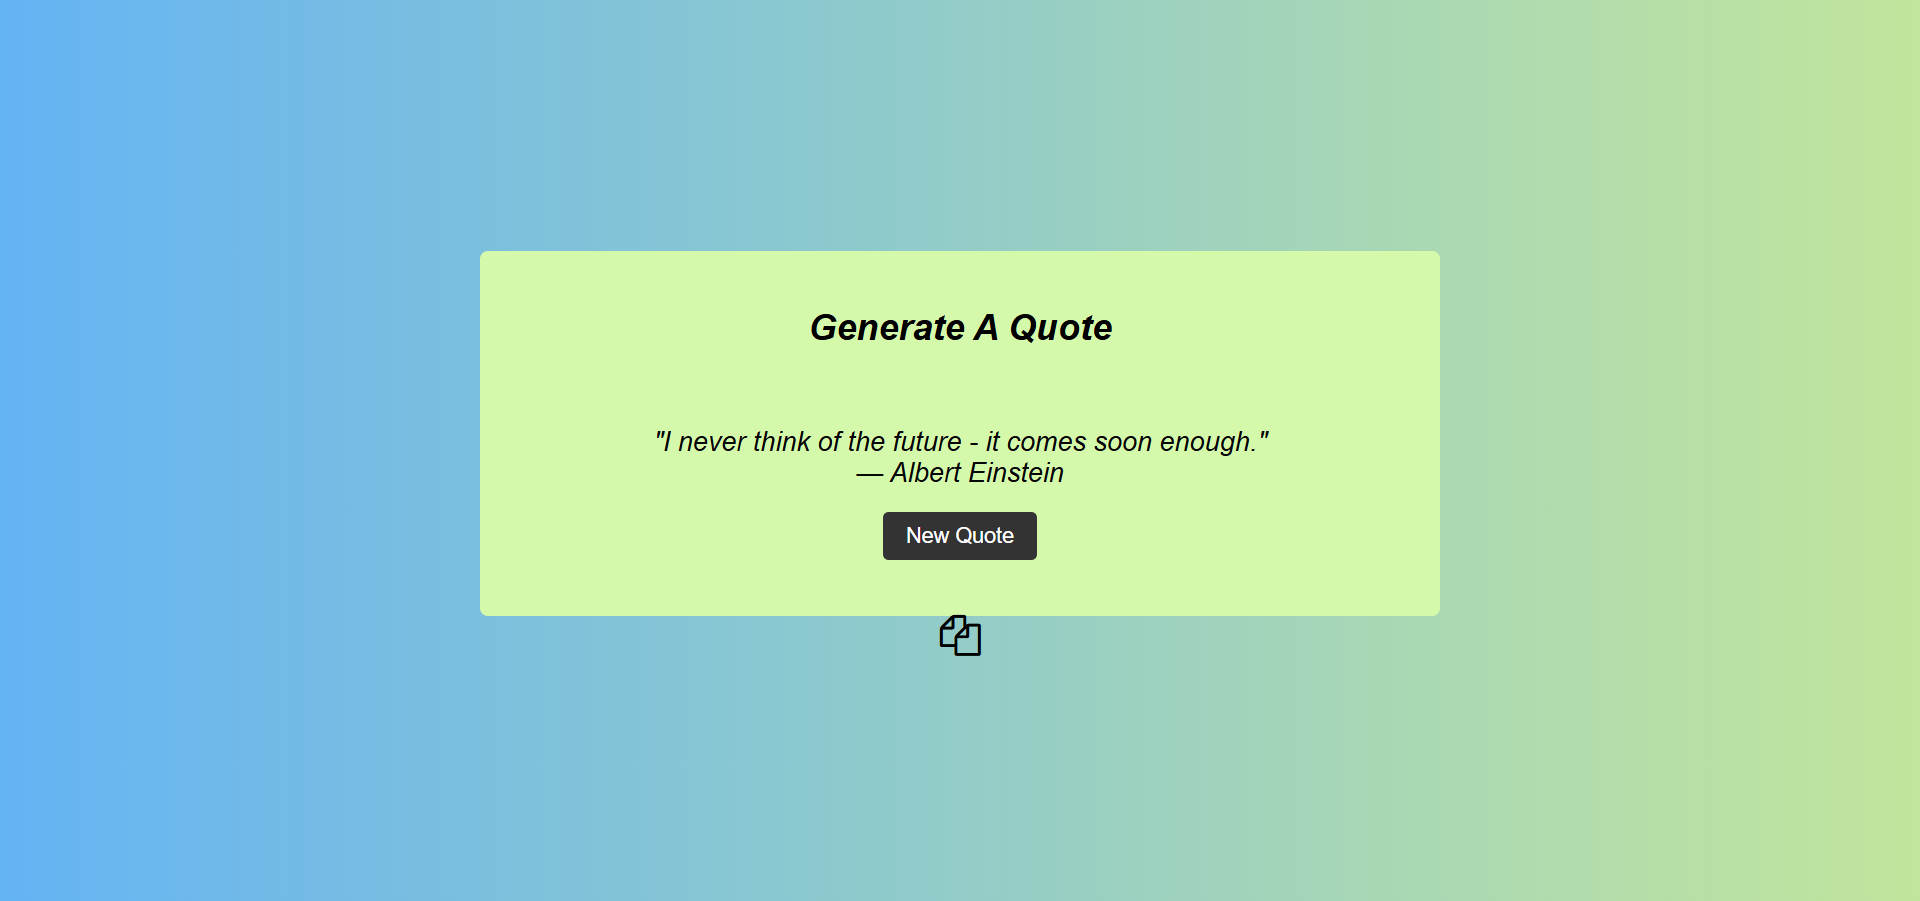 Generate A Quote
"I never think of the future - it comes soon enough."
— Albert Einstein
New Quote